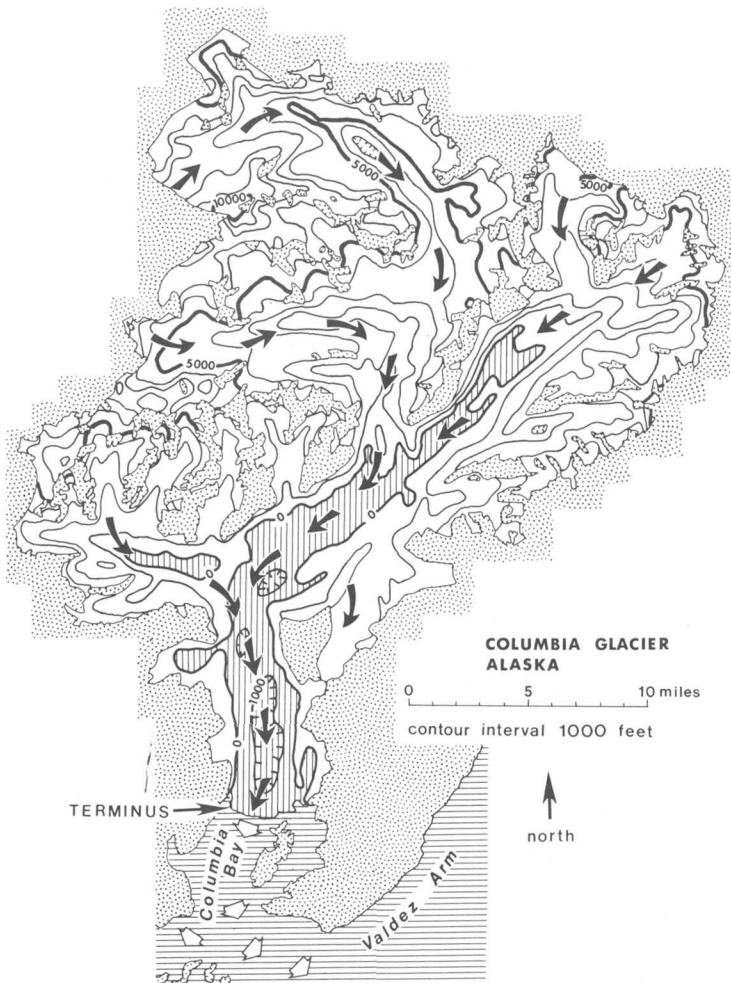 5000
5000
10000
5000
0
0
0
-1000
0
COLUMBIA GLACIER
ALASKA
0 5 10 miles
contour interval 1000 feet
north
TERMINUS
Columbia
Bay
Valdez Arm